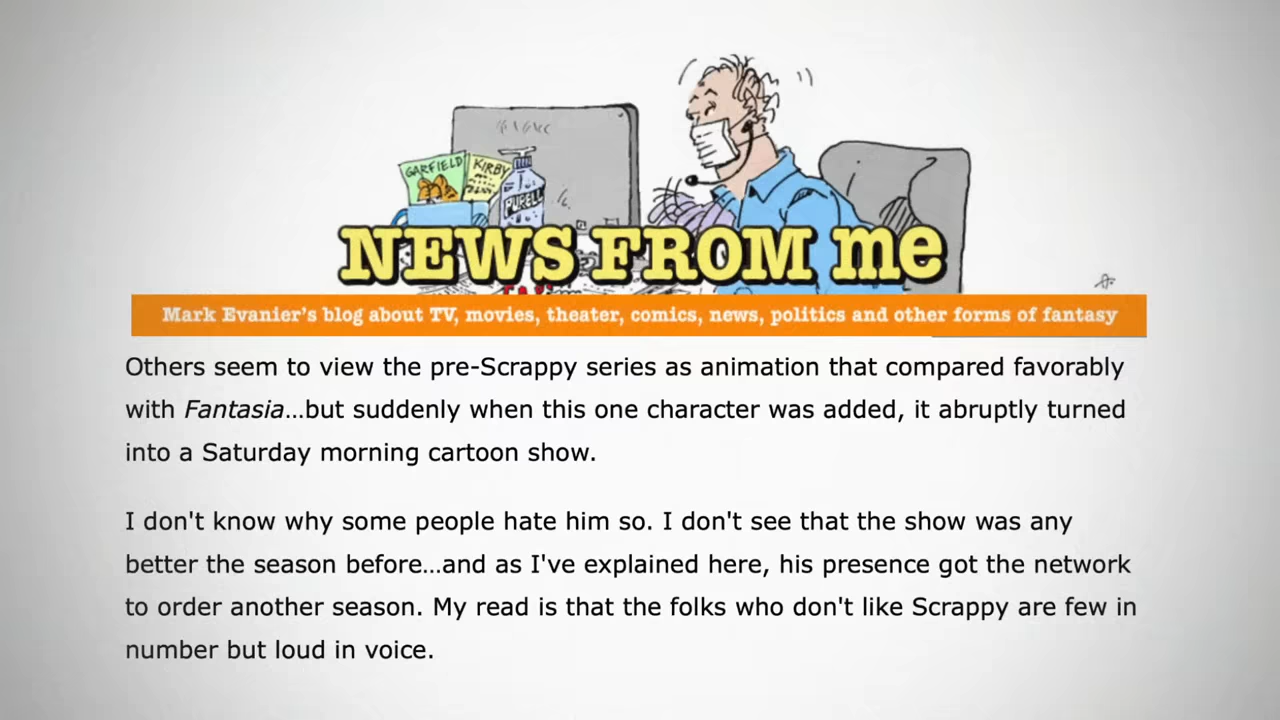 GARFIELD
KIRBY
PURELL
NEWS FROM me
Mark Evanier's blog about TV, movies, theater, comics, news, politics and other forms of fantasy
Others seem to view the pre-Scrappy series as animation that compared favorably
with Fantasia…but suddenly when this one character was added, it abruptly turned
into a Saturday morning cartoon show.
I don't know why some people hate him so. I don't see that the show was any
better the season before…and as I've explained here, his presence got the network
to order another season. My read is that the folks who don't like Scrappy are few in
number but loud in voice.